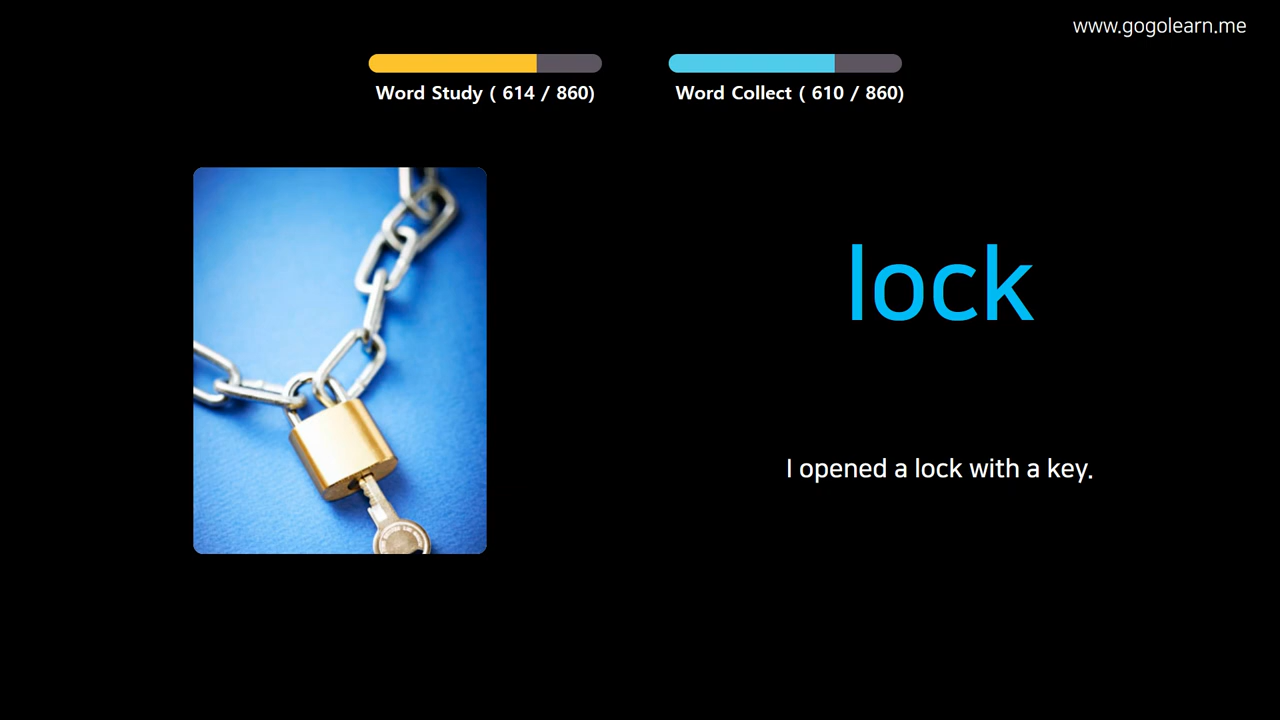 www.gogolearn.me
Word Study ( 614 / 860)
Word Collect ( 610 / 860)
lock
I opened a lock with a key.